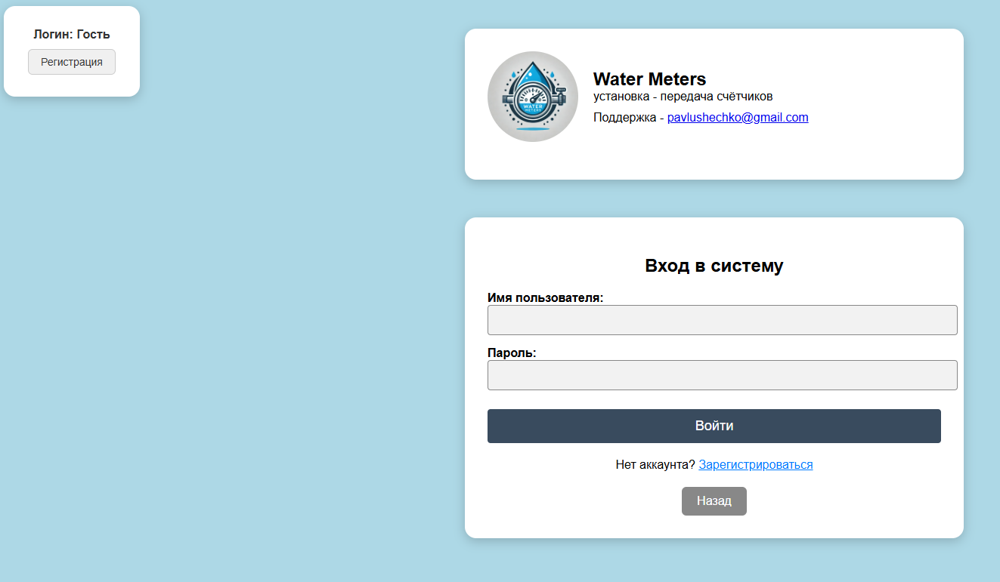 Логин: Гость
Регистрация
WATER
METERS
Water Meters
установка - передача счётчиков
Поддержка - pavlushechko@gmail.com
Вход в систему
Имя пользователя:
Пароль:
Войти
Нет аккаунта? Зарегистрироваться
Назад